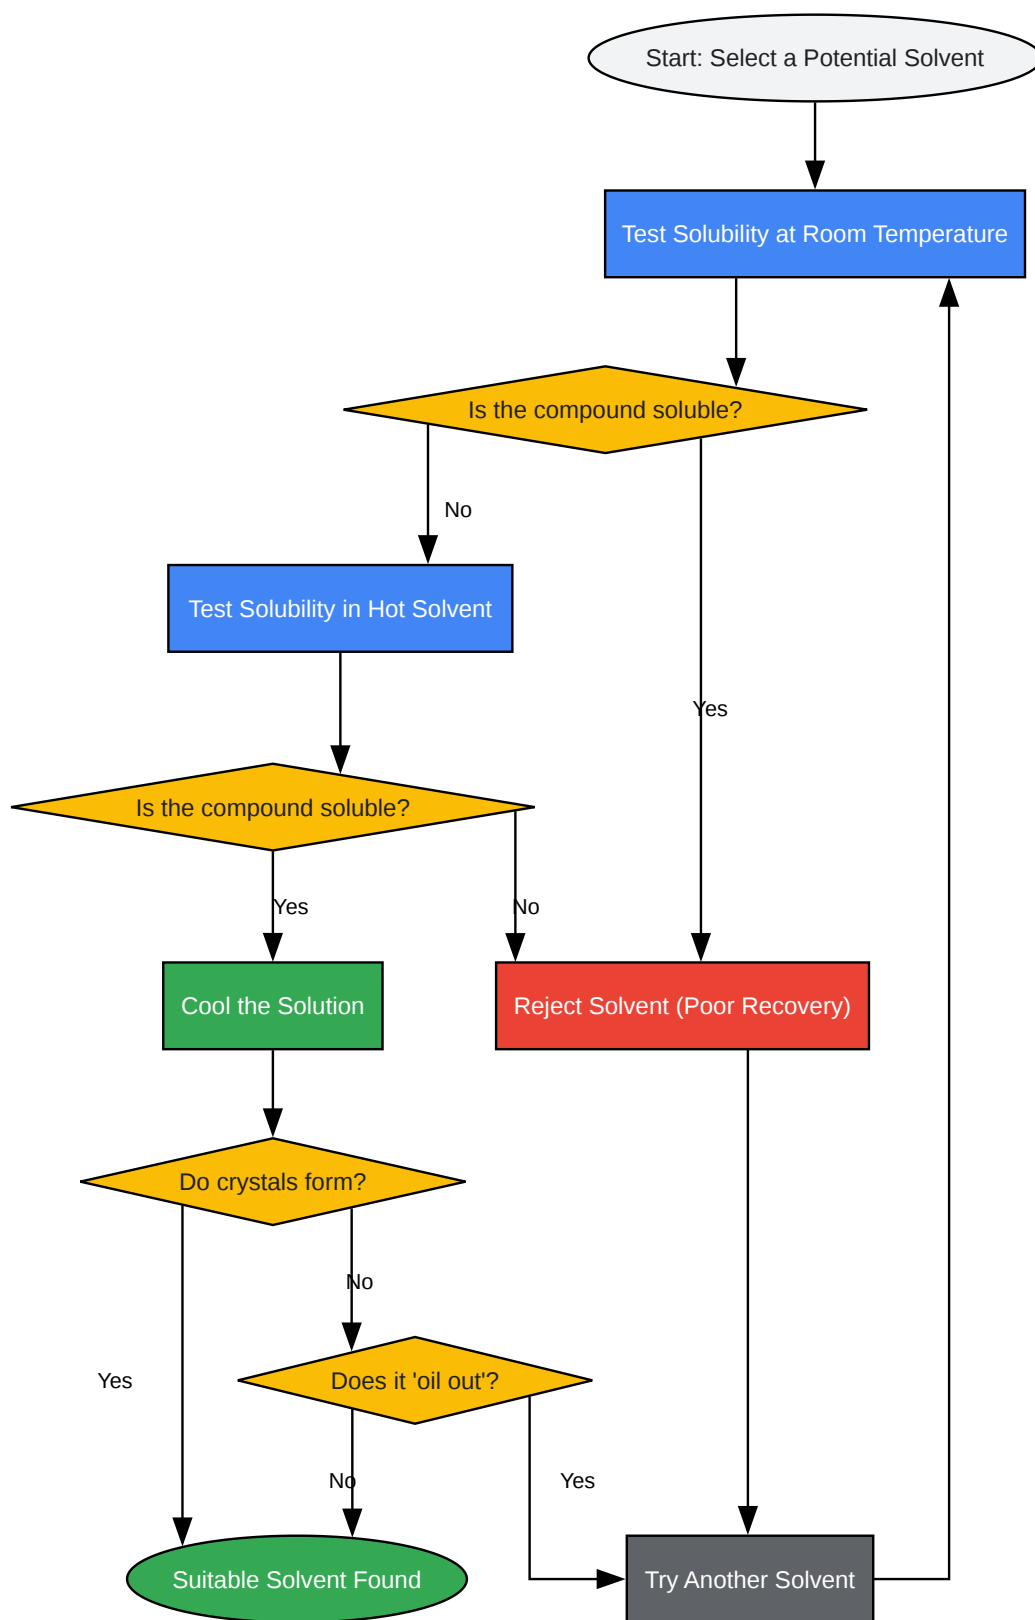 Start: Select a Potential Solvent
Test Solubility at Room Temperature
Is the compound soluble?
No
Test Solubility in Hot Solvent
Yes
Is the compound soluble?
Yes
No
Cool the Solution
Reject Solvent (Poor Recovery)
Do crystals form?
No
Yes
Does it 'oil out'?
No
Yes
Suitable Solvent Found
Try Another Solvent